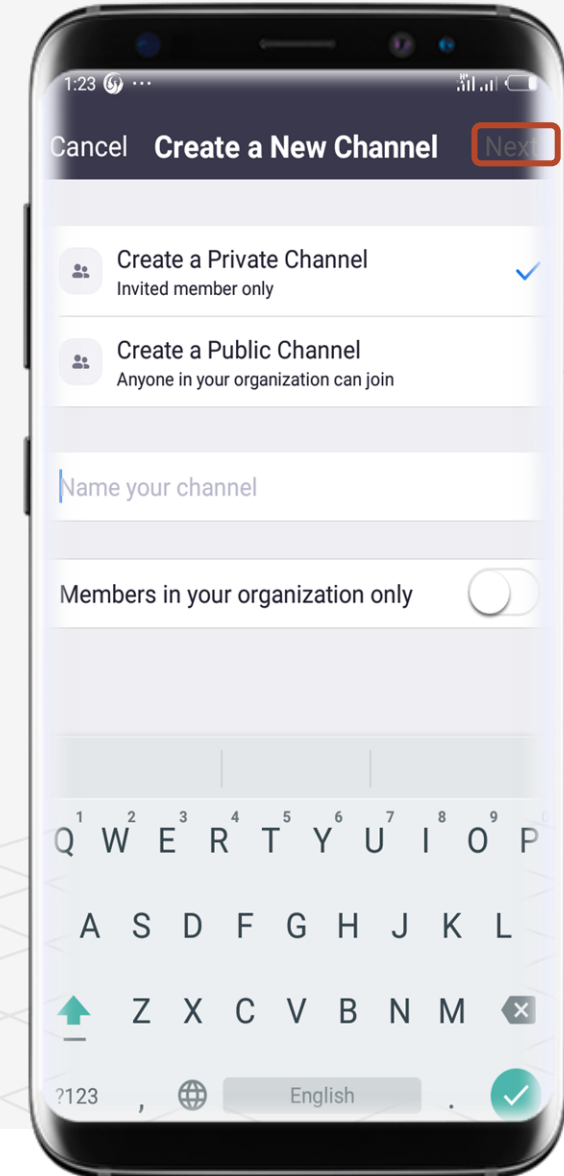 1:23
Cancel Create a New Channel Next
Create a Private Channel
Invited member only
Create a Public Channel
Anyone in your organization can join
Name your channel
Members in your organization only
1 2 3 4 5 6 7 8 9 0
Q W E R T Y U I O P
A S D F G H J K L
Z X C V B N M
?123 , English .